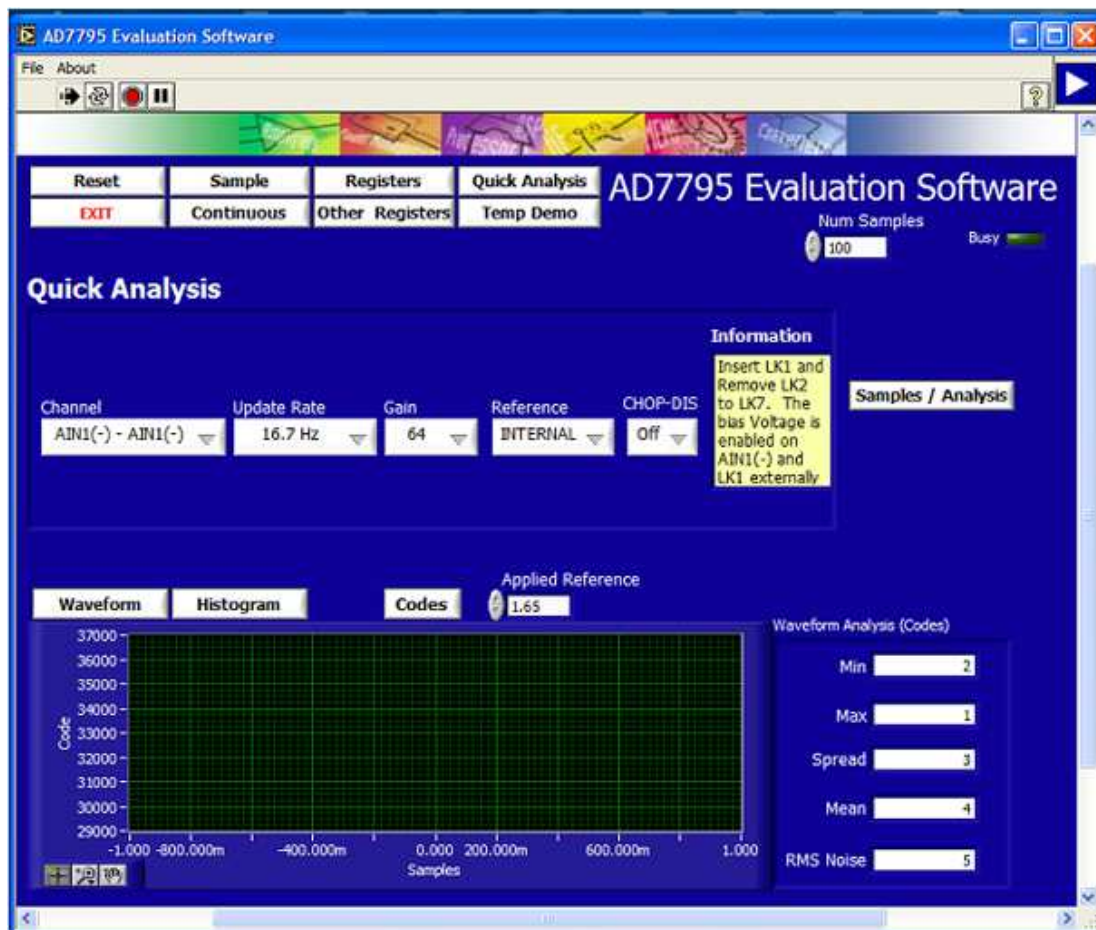 AD7795 Evaluation Software
File About
Reset Sample Registers Quick Analysis
EXIT Continuous Other Registers Temp Demo
AD7795 Evaluation Software
Num Samples
100
Busy
Quick Analysis
Information
Insert LK1 and
Remove LK2
to LK7. The
bias Voltage is
enabled on
AIN1(-) and
LK1 externally
Channel Update Rate Gain Reference CHOP-DIS
AIN1(-) - AIN1(-) 16.7 Hz 64 INTERNAL Off
Samples / Analysis
Applied Reference
Waveform Histogram Codes 1.65
37000
36000
35000
34000
33000
32000
31000
30000
29000
Code
-1.000 -800.000m -400.000m 0.000 200.000m 600.000m 1.000
Samples
Waveform Analysis (Codes)
Min 2
Max 1
Spread 3
Mean 4
RMS Noise 5